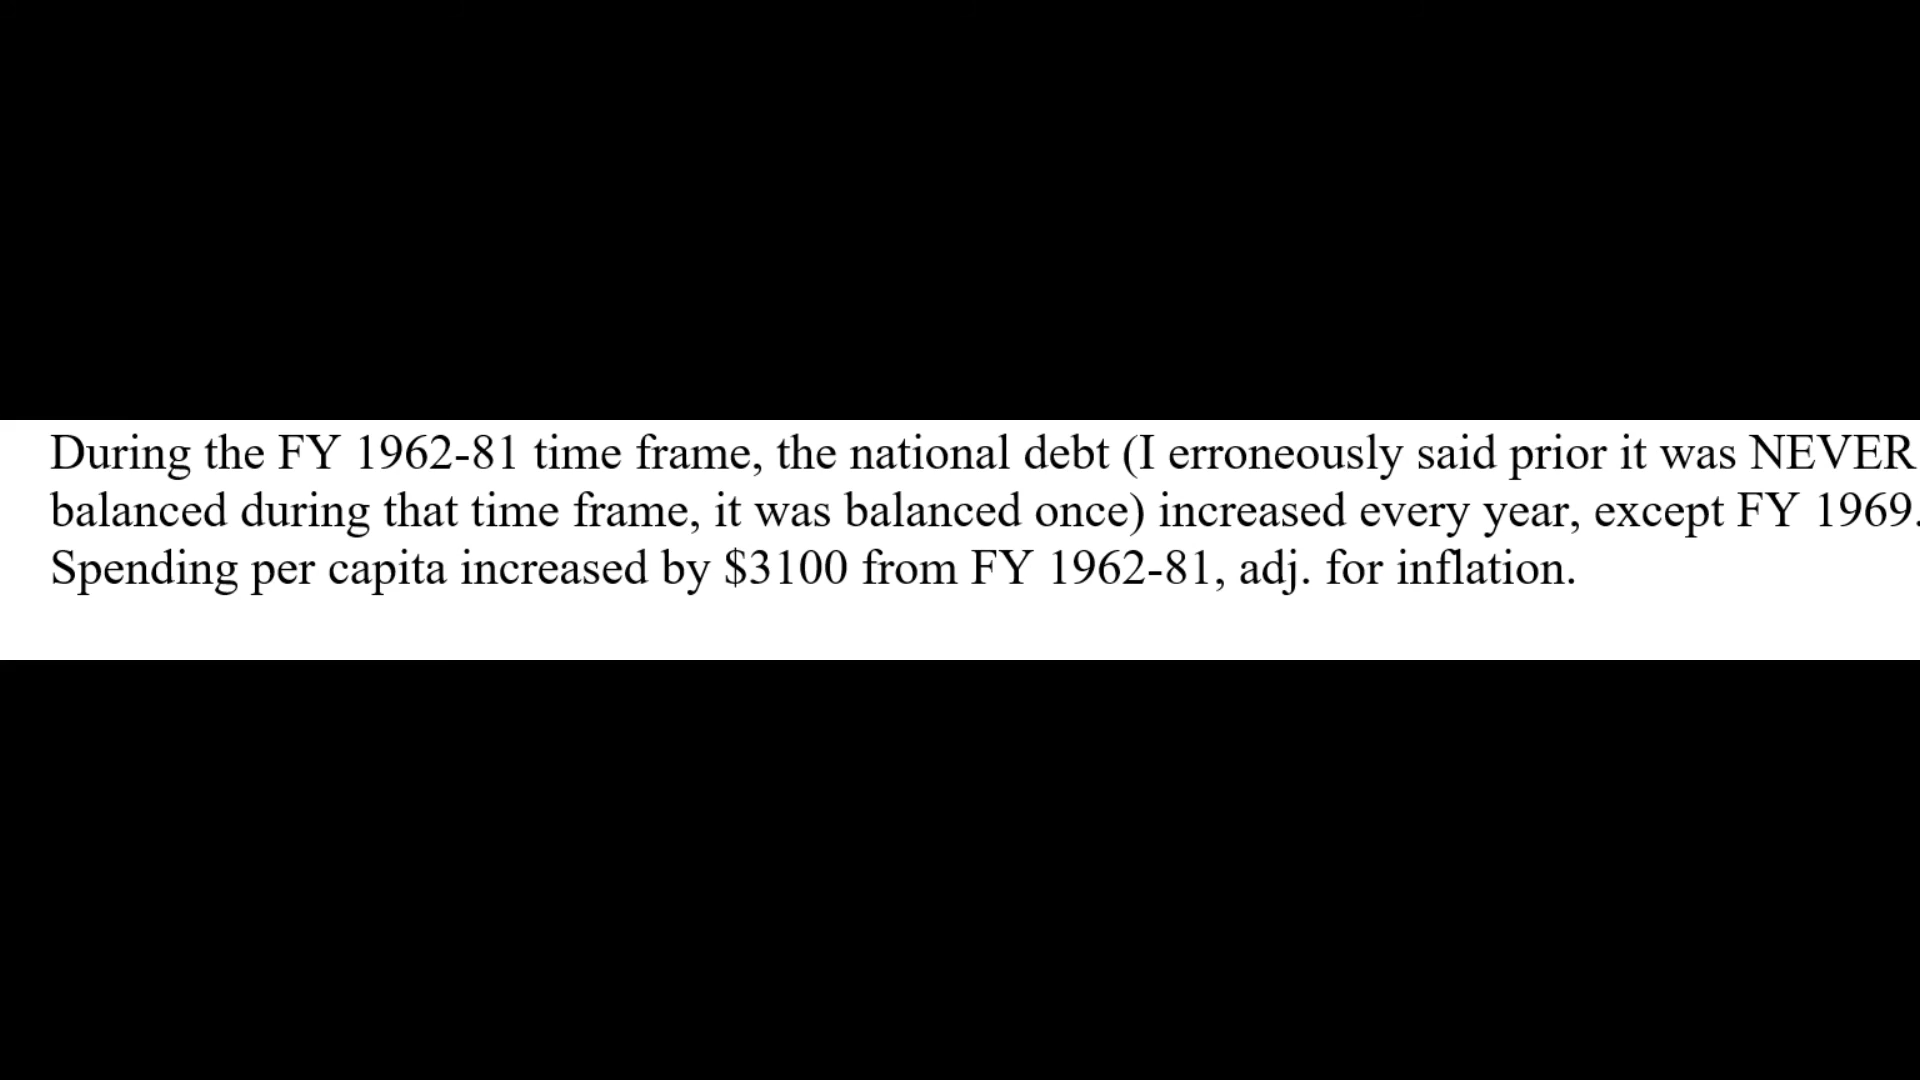 During the FY 1962-81 time frame, the national debt (I erroneously said prior it was NEVER
balanced during that time frame, it was balanced once) increased every year, except FY 1969.
Spending per capita increased by $3100 from FY 1962-81, adj. for inflation.